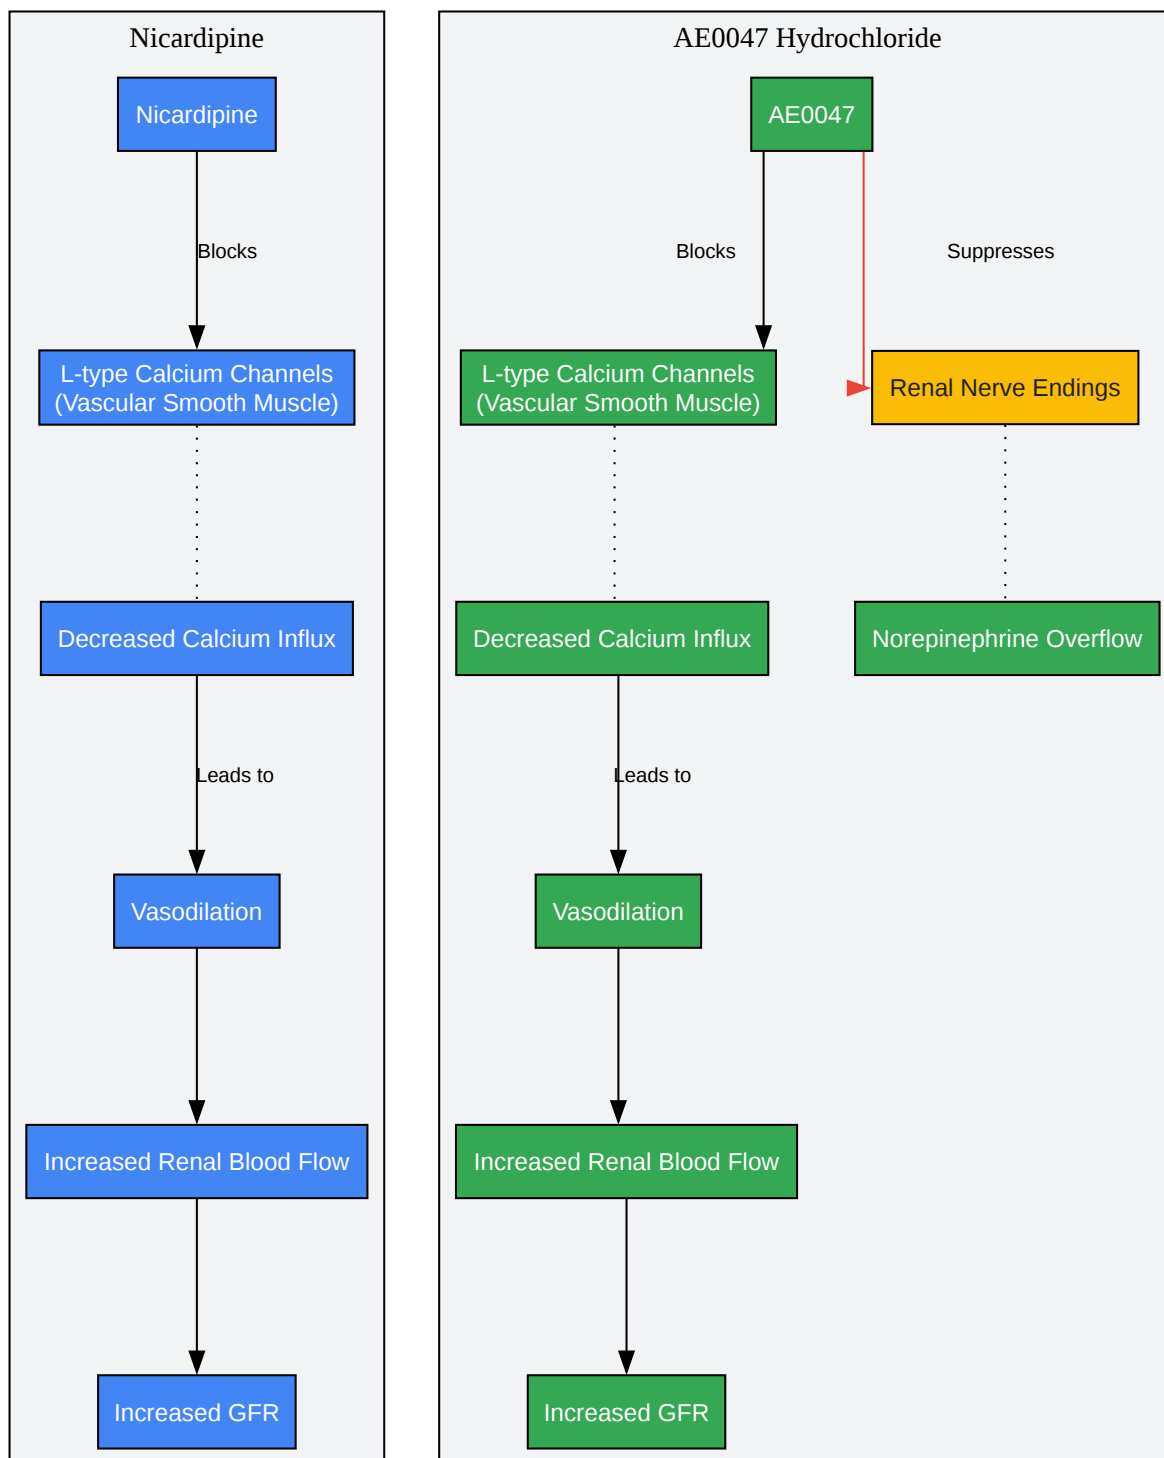 Nicardipine
Nicardipine
Blocks
L-type Calcium Channels
(Vascular Smooth Muscle)
Decreased Calcium Influx
Leads to
Vasodilation
Increased Renal Blood Flow
Increased GFR
AE0047 Hydrochloride
AE0047
Blocks
Suppresses
L-type Calcium Channels
(Vascular Smooth Muscle)
Renal Nerve Endings
Decreased Calcium Influx
Norepinephrine Overflow
Leads to
Vasodilation
Increased Renal Blood Flow
Increased GFR